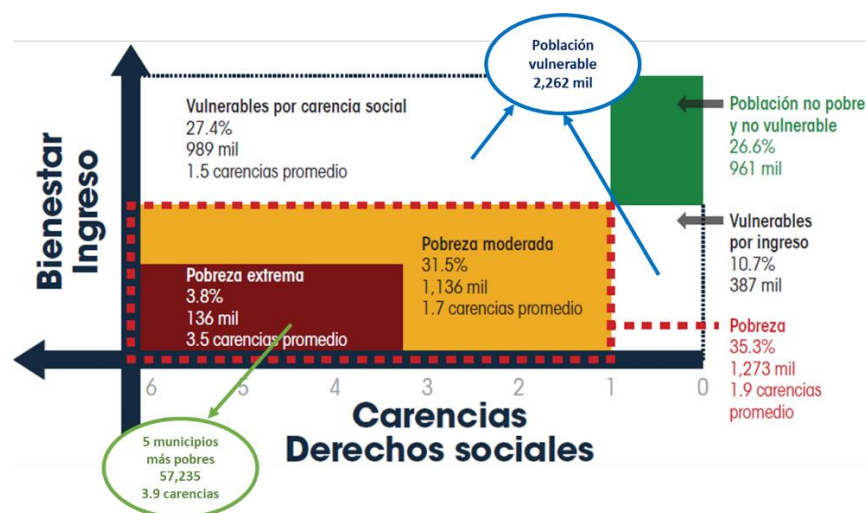 Población
vulnerable
2,262 mil
Vulnerables por carencia social
27.4%
989 mil
1.5 carencias promedio
Población no pobre
y no vulnerable
26.6%
961 mil
Bienestar
Ingreso
Vulnerables
por ingreso
10.7%
387 mil
Pobreza moderada
31.5%
1,136 mil
1.7 carencias promedio
Pobreza extrema
3.8%
136 mil
3.5 carencias promedio
Pobreza
35.3%
1,273 mil
1.9 carencias
promedio
6 5 4 3 2 1 0
Carencias
Derechos sociales
5 municipios
más pobres
57,235
3.9 carencias